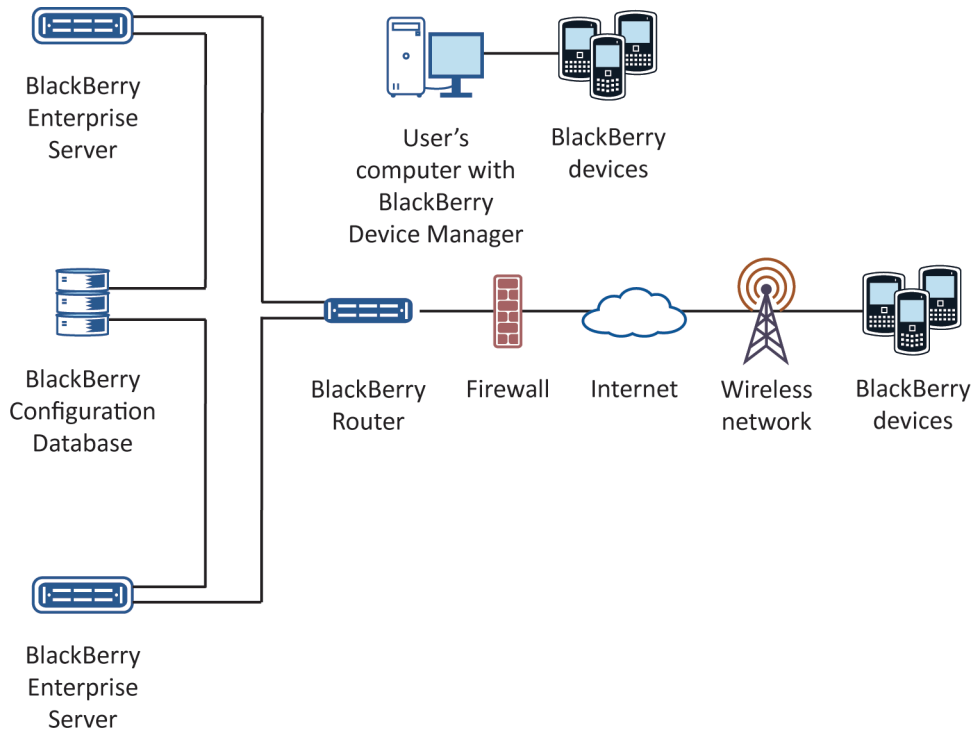 BlackBerry
Enterprise
Server
User's
computer with
BlackBerry
Device Manager
BlackBerry
devices
BlackBerry
Configuration
Database
BlackBerry
Router
Firewall
Internet
Wireless
network
BlackBerry
devices
BlackBerry
Enterprise
Server